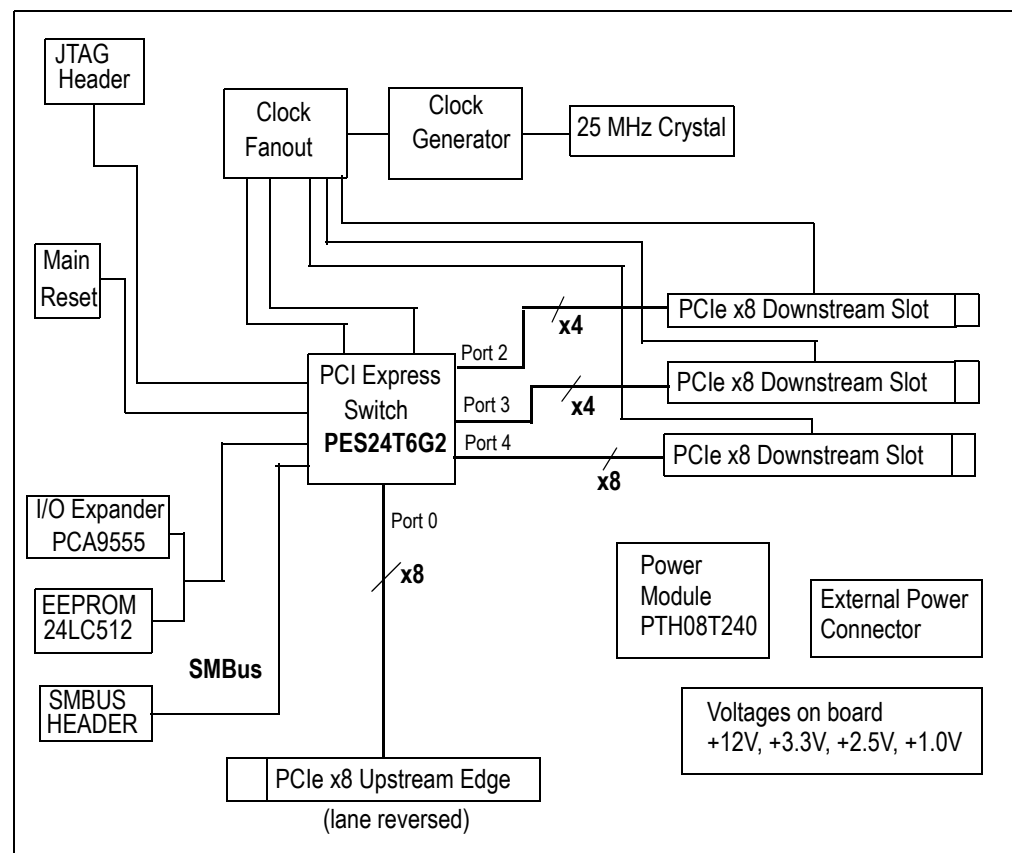 JTAG
Header
Clock
Fanout
Clock
Generator
25 MHz Crystal
Main
Reset
PCIe x8 Downstream Slot
x4
Port 2
PCI Express
Switch
PES24T6G2
PCIe x8 Downstream Slot
x4
Port 3
Port 4
PCIe x8 Downstream Slot
x8
I/O Expander
PCA9555
Port 0
x8
EEPROM
24LC512
SMBus
SMBUS
HEADER
Power
Module
PTH08T240
External Power
Connector
Voltages on board
+12V, +3.3V, +2.5V, +1.0V
PCIe x8 Upstream Edge
(lane reversed)